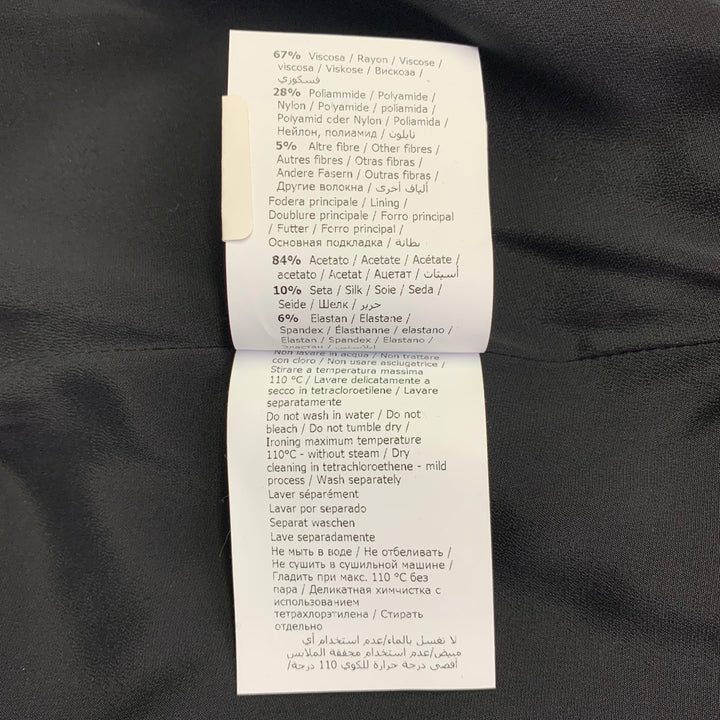 67% Viscosa / Rayon / Viscose /
viscosa / Viskose / Вискоза /
فسكوزي
28% Poliammide / Polyamide /
Nylon / Polyamide / poliamida /
Polyamid oder Nylon / Poliamida /
Нейлон, полиамид / نايلون
5% Altre fibre / Other fibres /
Autres fibres / Otras fibras /
Andere Fasern / Outras fibras /
Другие волокна / ألياف أخرى
Fodera principale / Lining /
Doublure principale / Forro principal
/ Futter / Forro principal /
Основная подкладка / بطانة
84% Acetato / Acetate / Acétate /
acetato / Acetat / Ацетат / أسيتات
10% Seta / Silk / Soie / Seda /
Seide / Шелк / حرير
6% Elastan / Elastane /
Spandex / Élasthanne / elastano /
Elastan / Spandex / Elastano /
Эластан /
Non lavare in acqua / Non trattare
con cloro / Non usare asciugatrice /
Stirare a temperatura massima
110 °C / Lavare delicatamente a
secco in tetracloroetilene / Lavare
separatamente
Do not wash in water / Do not
bleach / Do not tumble dry /
Ironing maximum temperature
110°C - without steam / Dry
cleaning in tetrachloroethene - mild
process / Wash separately
Laver séparément
Lavar por separado
Separat waschen
Lave separadamente
Не мыть в воде / Не отбеливать /
Не сушить в сушильной машине /
Гладить при макс. 110 °C без
пара / Деликатная химчистка с
использованием
тетрахлорэтилена / Стирать
отдельно
لا تغسل بالماء/عدم استخدام أي
مبيض/عدم استخدام مجففة الملابس
أقصى درجة حرارة للكوي 110 درجة/